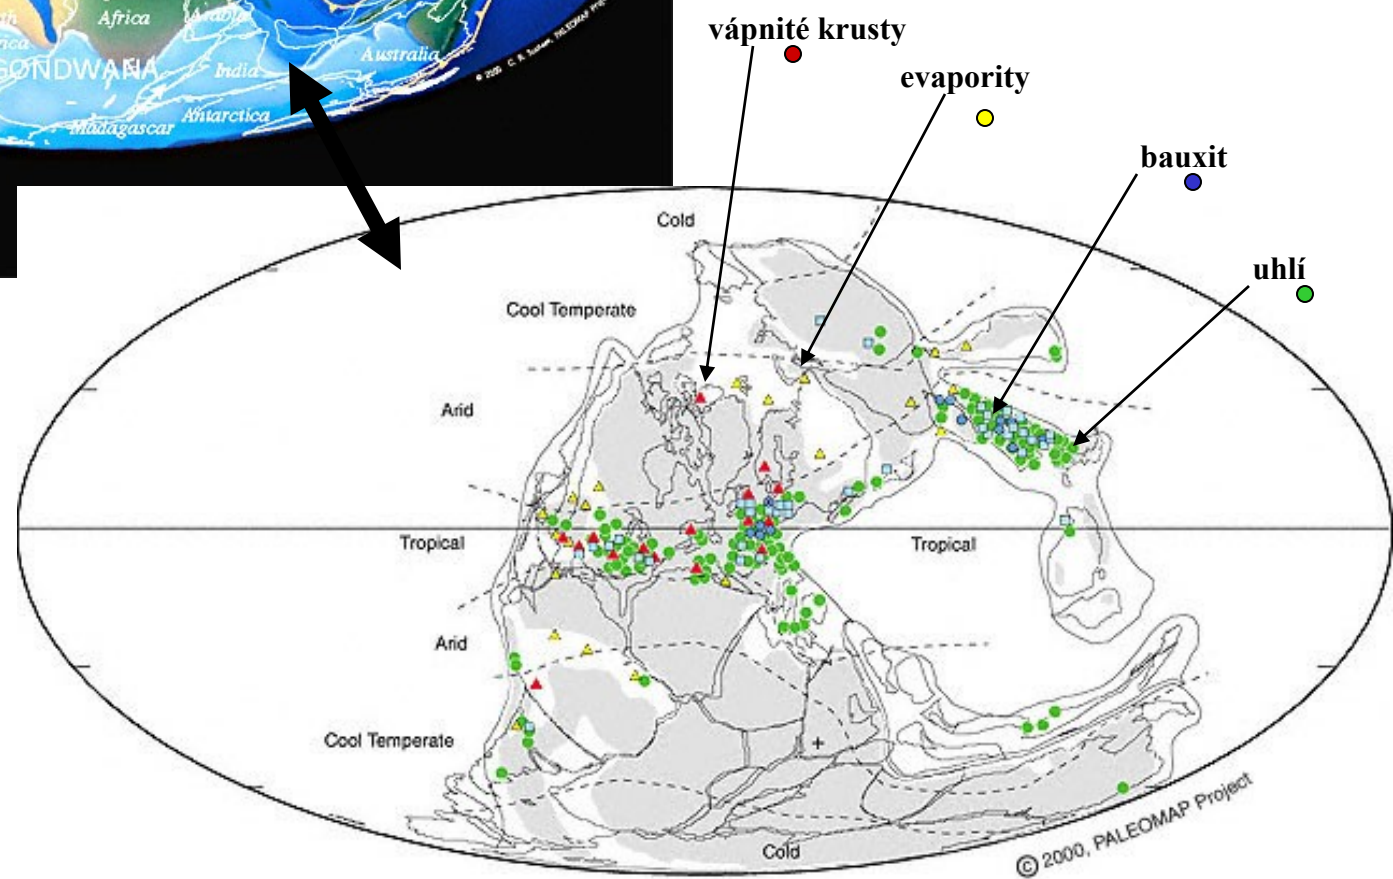 Africa
Arabia
GONDWANA
India
Australia
Madagascar
Antarctica
vápnité krusty
evapority
bauxit
uhlí
Cold
Cool Temperate
Arid
Tropical
Tropical
Arid
Cool Temperate
Cold
© 2000, PALEOMAP Project